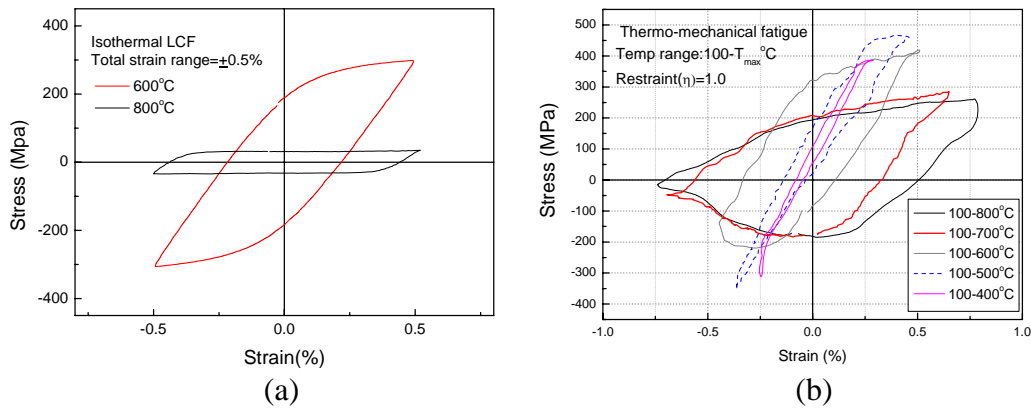 (a)
400
200
0
-200
-400
Stress (Mpa)
Isothermal LCF
Total strain range=±0.5%
600°C
800°C
-0.5
0.0
0.5
Strain(%)
(a)
500
400
300
200
100
0
-100
-200
-300
-400
Stress (MPa)
Thermo-mechanical fatigue
Temp range:100-Tmax°C
Restraint(η)=1.0
100-800°C
100-700°C
100-600°C
100-500°C
100-400°C
-1.0
-0.5
0.0
0.5
1.0
Strain (%)
(b)